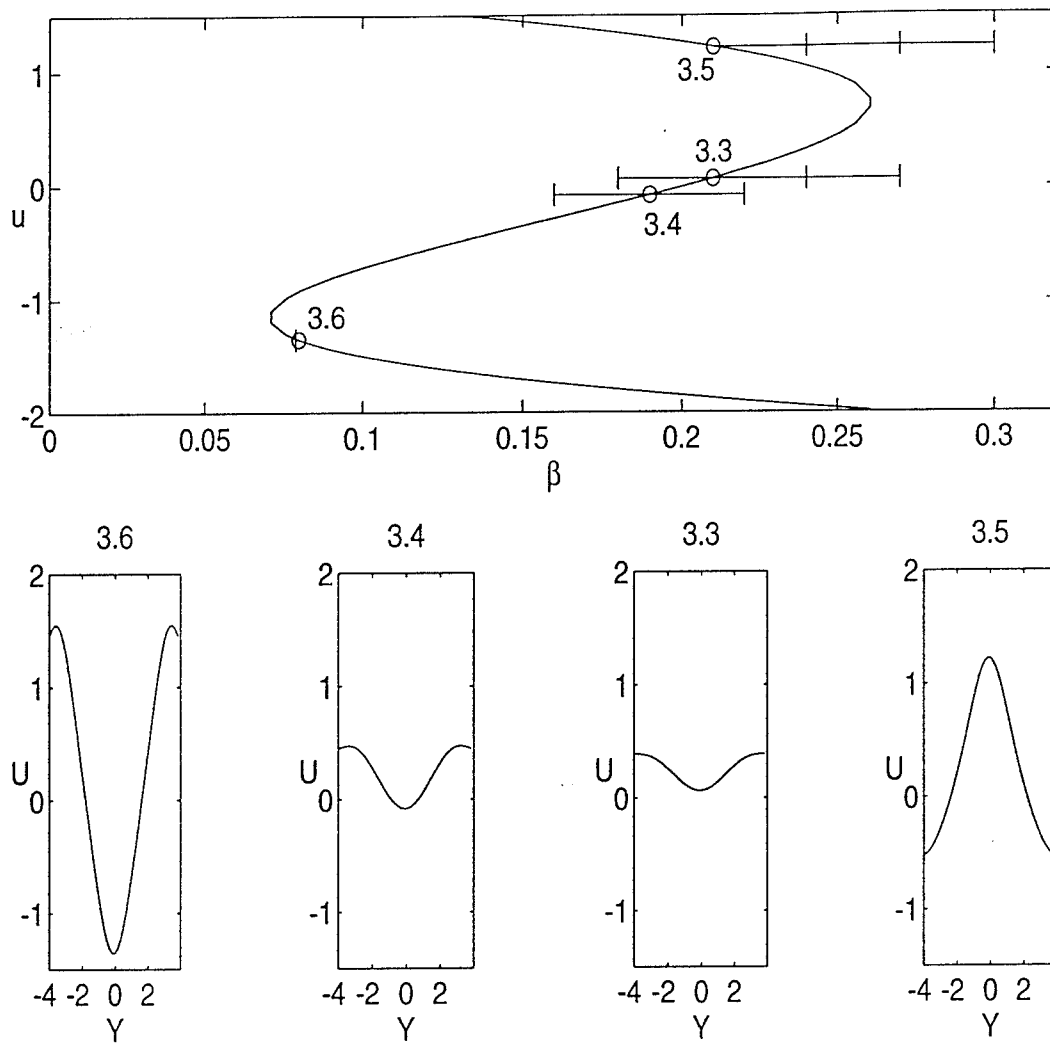 1
0
-1
-2
u
3.5
3.3
3.4
3.6
0 0.05 0.1 0.15 0.2 0.25 0.3
β
3.6 3.4 3.3 3.5
2 2 2 2
1 1 1 1
U U U U
0 0 0 0
-1 -1 -1 -1
-4 -2 0 2 -4 -2 0 2 -4 -2 0 2 -4 -2 0 2
Y Y Y Y